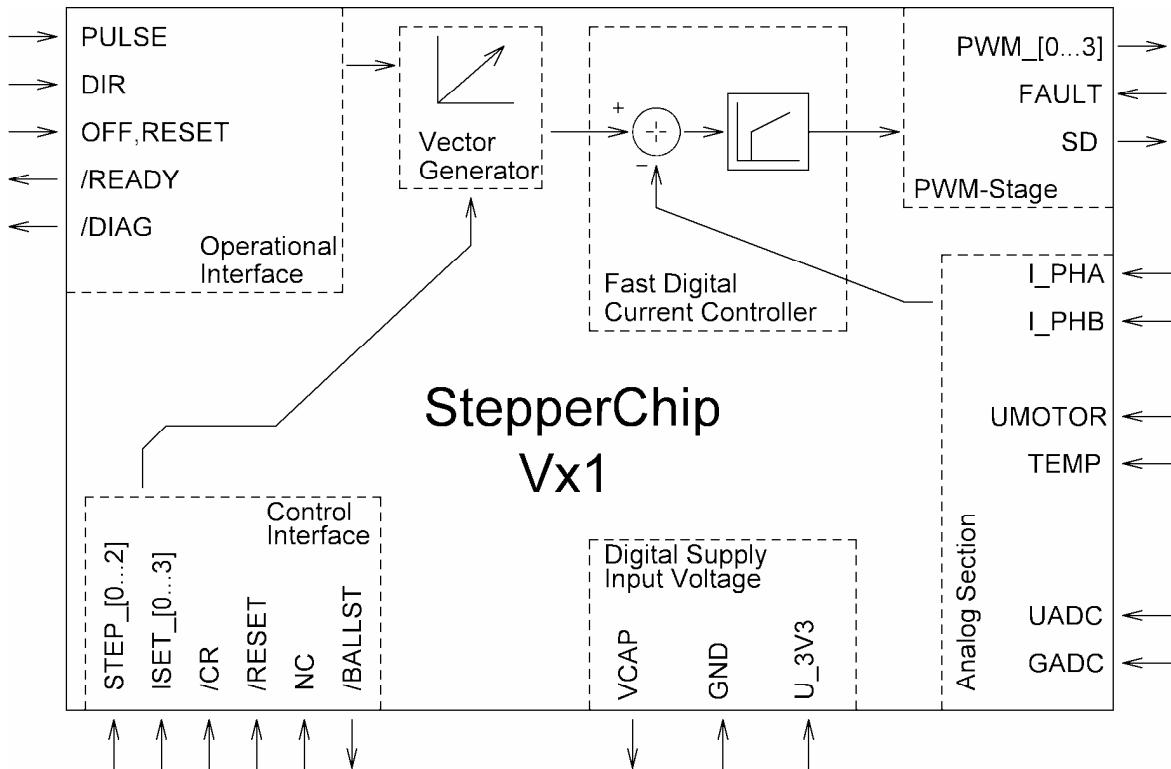 PULSE
DIR
OFF,RESET
/READY
/DIAG
Operational
Interface
Vector
Generator
+
−
Fast Digital
Current Controller
PWM_[0...3]
FAULT
SD
PWM-Stage
I_PHA
I_PHB
UMOTOR
TEMP
UADC
GADC
Analog Section
StepperChip
Vx1
Control
Interface
STEP_[0...2]
ISET_[0...3]
/CR
/RESET
NC
/BALLST
Digital Supply
Input Voltage
VCAP
GND
U_3V3